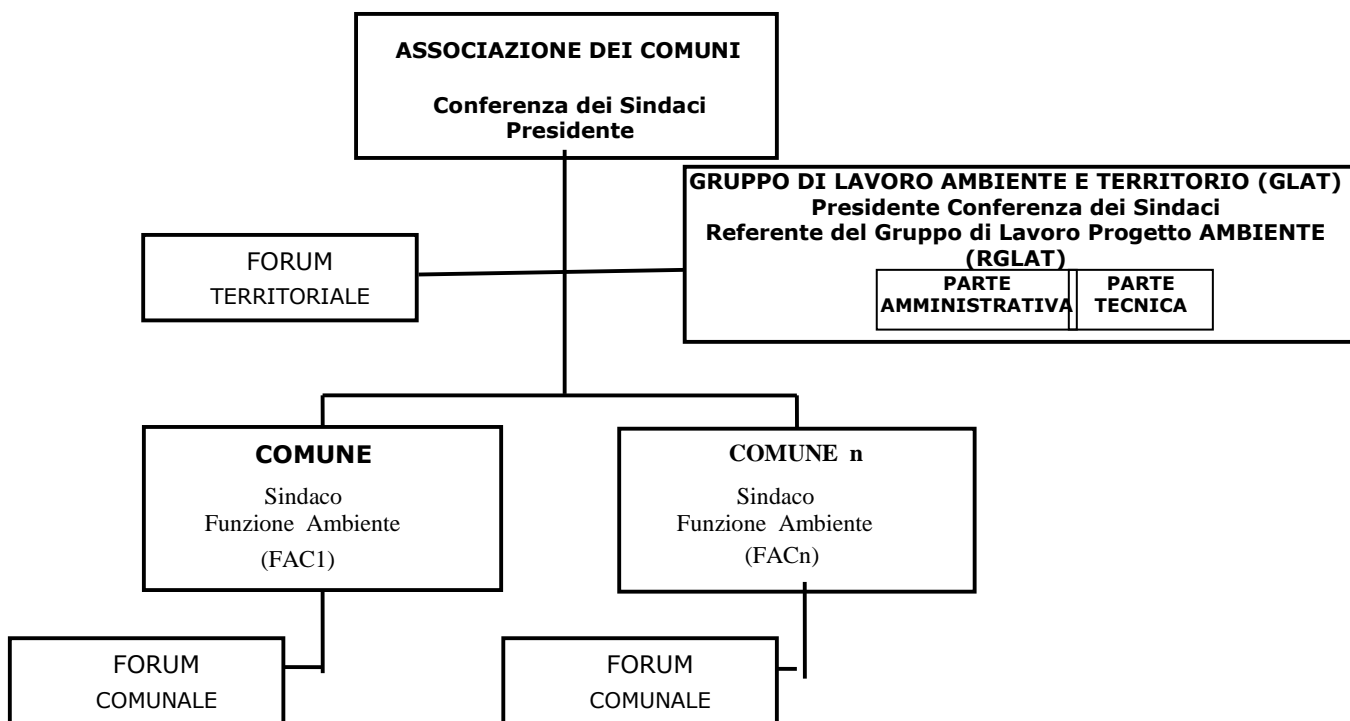 ASSOCIAZIONE DEI COMUNI
Conferenza dei Sindaci
Presidente
GRUPPO DI LAVORO AMBIENTE E TERRITORIO (GLAT)
Presidente Conferenza dei Sindaci
Referente del Gruppo di Lavoro Progetto AMBIENTE
(RGLAT)
PARTE
AMMINISTRATIVA
PARTE
TECNICA
FORUM
TERRITORIALE
COMUNE
Sindaco
Funzione Ambiente
(FAC1)
COMUNE n
Sindaco
Funzione Ambiente
(FACn)
FORUM
COMUNALE
FORUM
COMUNALE